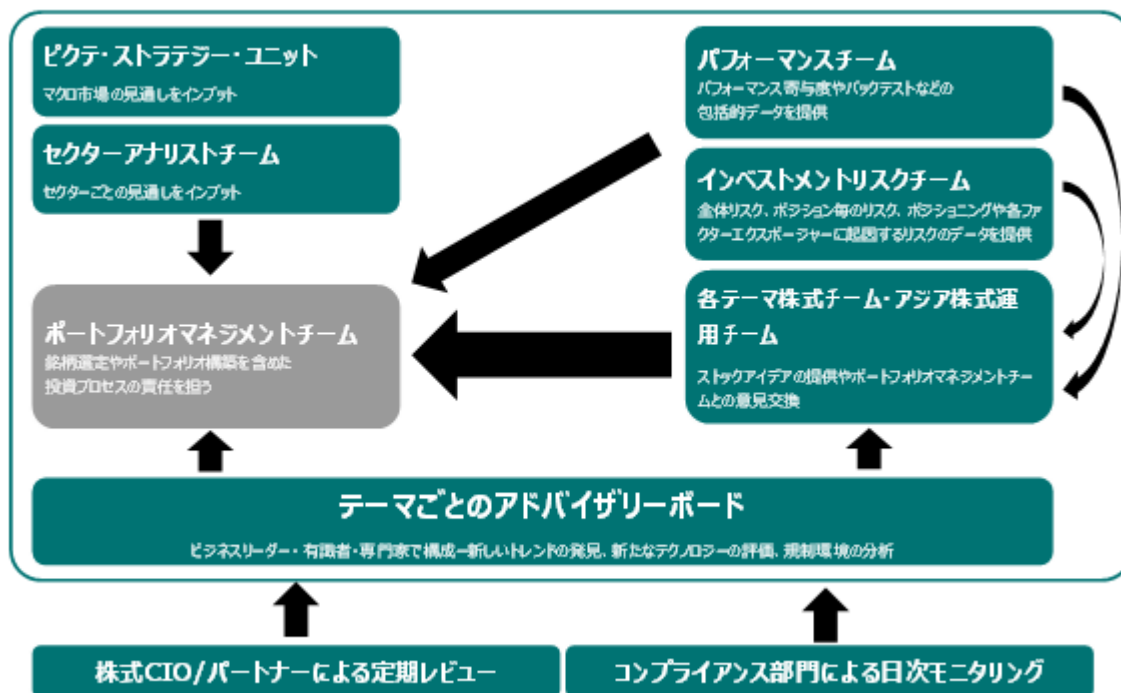 ピクテ・ストラテジー・ユニット
マクロ市場の見通しをインプット
セクターアナリストチーム
セクターごとの見通しをインプット
ポートフォリオマネジメントチーム
銘柄選定やポートフォリオ構築を含めた
投資プロセスの責任を担う
パフォーマンスチーム
パフォーマンス寄与度やバックテストなどの
包括的データを提供
インベストメントリスクチーム
全体リスク、ポジション毎のリスク、ポジショニングや各ファ
クターエクスポージャーに起因するリスクのデータを提供
各テーマ株式チーム・アジア株式運
用チーム
ストックアイデアの提供やポートフォリオマネジメントチー
ムとの意見交換
テーマごとのアドバイザリーボード
ビジネスリーダー・有識者・専門家で構成－新しいトレンドの発見、新たなテクノロジーの評価、規制環境の分析
株式CIO/パートナーによる定期レビュー
コンプライアンス部門による日次モニタリング